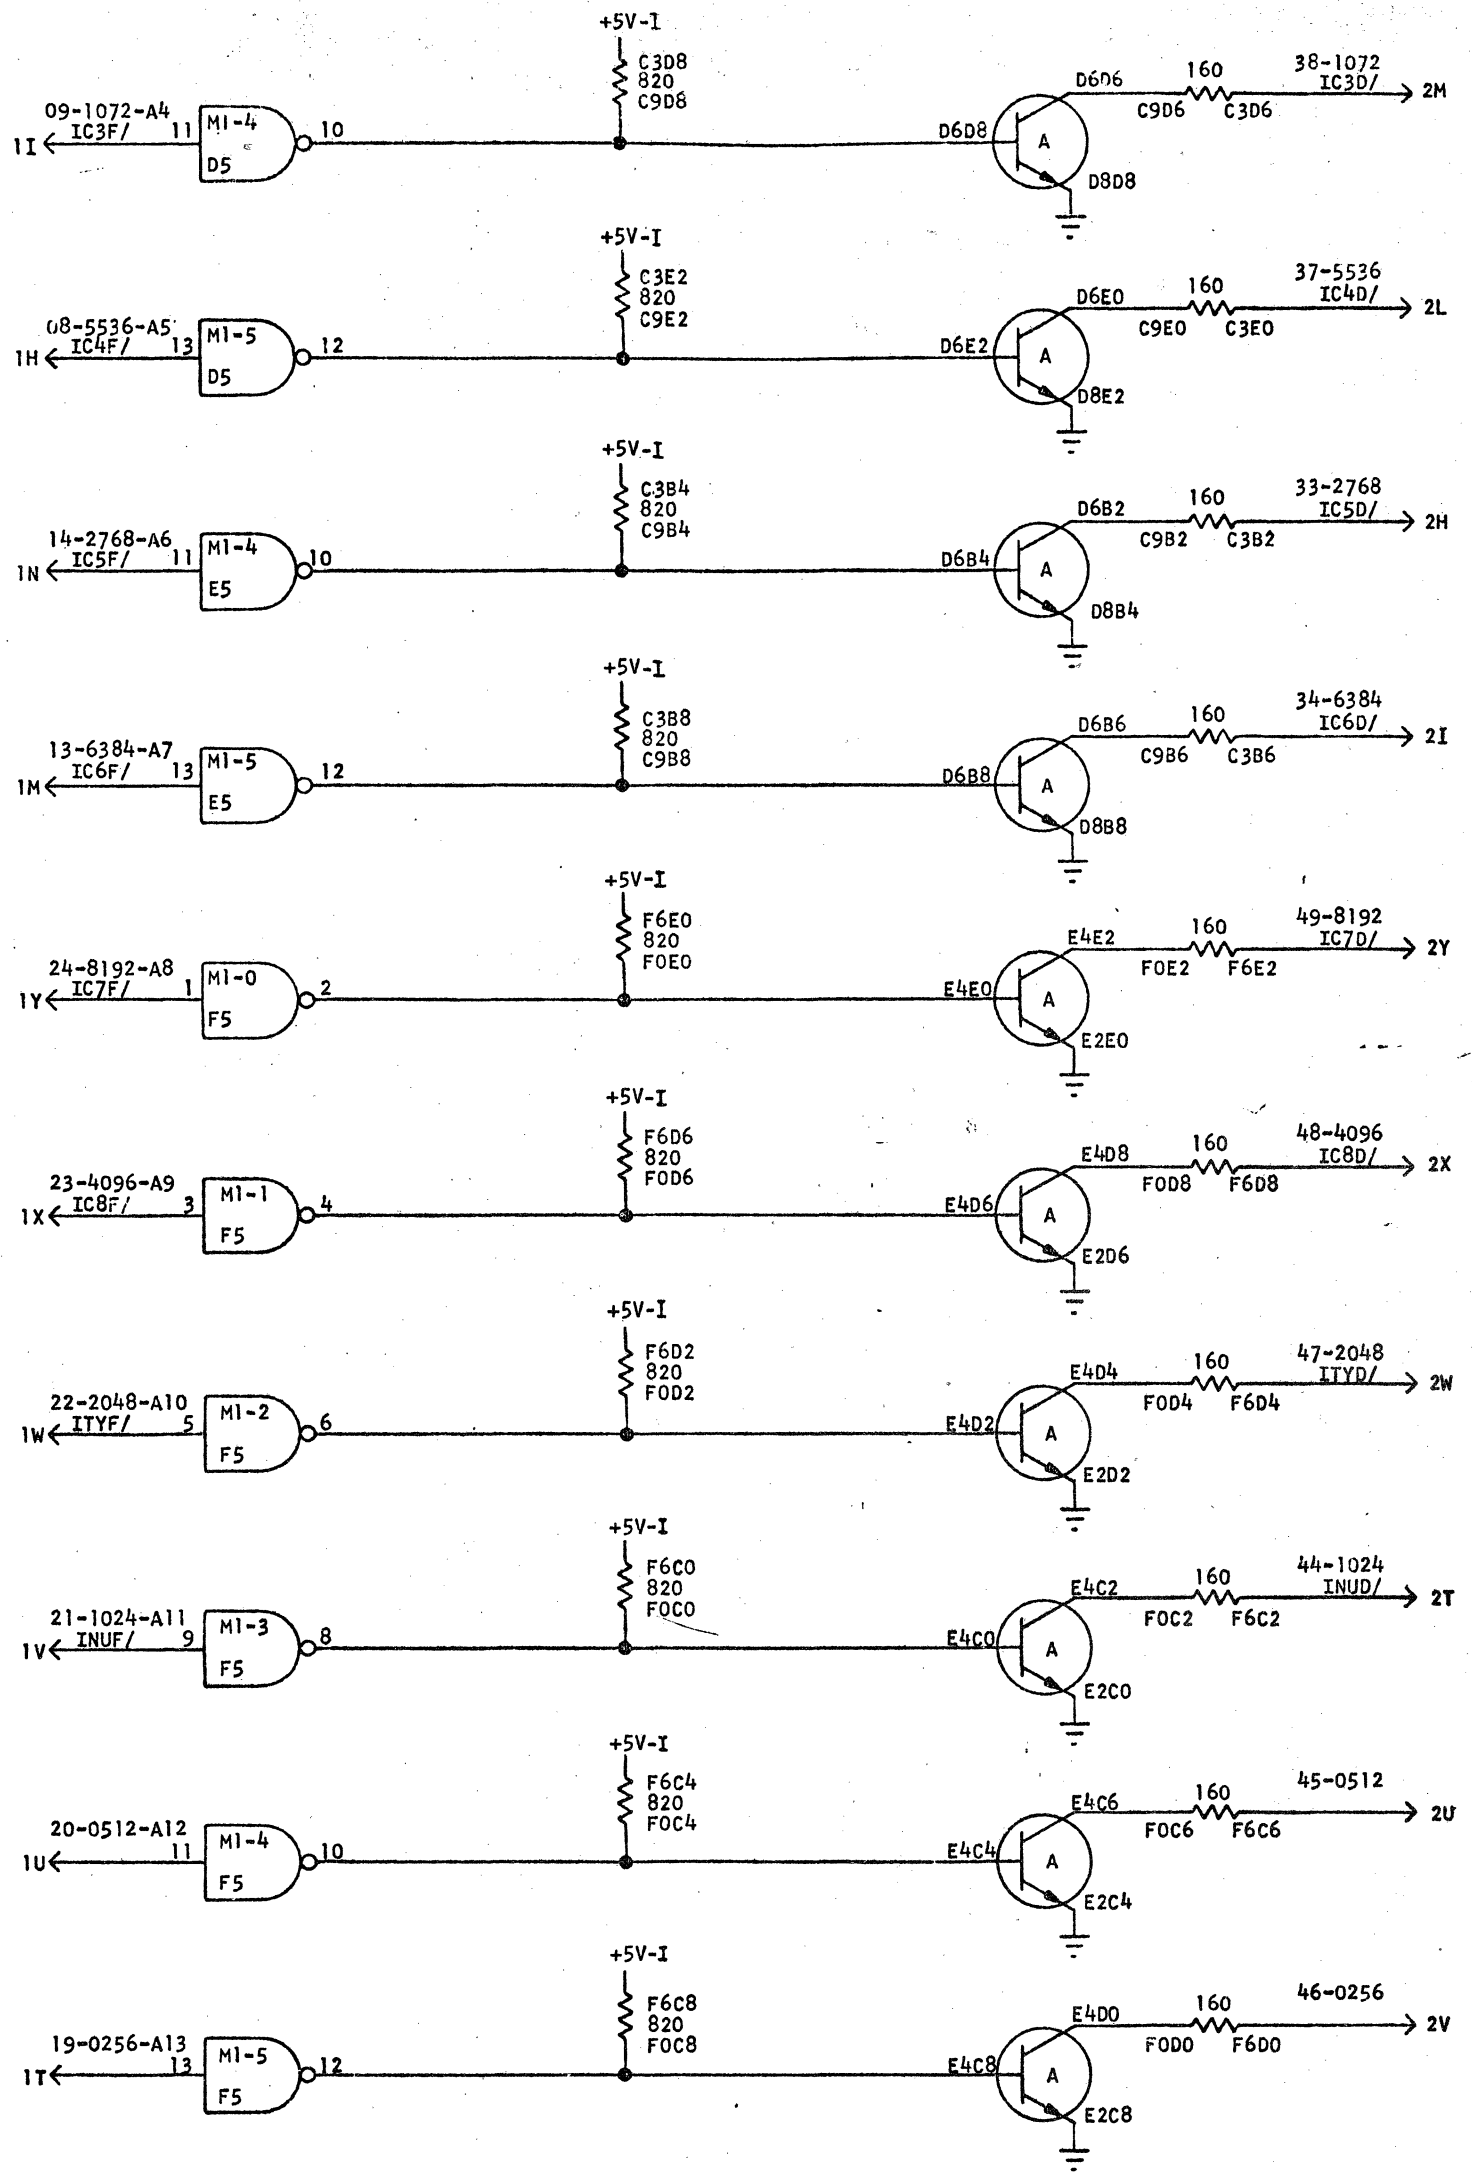 +5V-I
C3D8
820
C9D8
09-1072-A4
IC3F/
1I
11
M1-4
D5
10
D6D8
A
D6D6
D8D8
160
C9D6
C3D6
38-1072
IC3D/
2M
+5V-I
C3E2
820
C9E2
08-5536-A5
IC4F/
1H
13
M1-5
D5
12
D6E2
A
D6E0
D8E2
160
C9E0
C3E0
37-5536
IC4D/
2L
+5V-I
C3B4
820
C9B4
14-2768-A6
IC5F/
1N
11
M1-4
E5
10
D6B4
A
D6B2
D8B4
160
C9B2
C3B2
33-2768
IC5D/
2H
+5V-I
C3B8
820
C9B8
13-6384-A7
IC6F/
1M
13
M1-5
E5
12
D6B8
A
D6B6
D8B8
160
C9B6
C3B6
34-6384
IC6D/
2I
+5V-I
F6E0
820
F0E0
24-8192-A8
IC7F/
1Y
1
M1-0
F5
2
E4E0
A
E4E2
E2E0
160
F0E2
F6E2
49-8192
IC7D/
2Y
+5V-I
F6D6
820
F0D6
23-4096-A9
IC8F/
1X
3
M1-1
F5
4
E4D6
A
E4D8
E2D6
160
F0D8
F6D8
48-4096
IC8D/
2X
+5V-I
F6D2
820
F0D2
22-2048-A10
ITYF/
1W
5
M1-2
F5
6
E4D2
A
E4D4
E2D2
160
F0D4
F6D4
47-2048
ITYD/
2W
+5V-I
F6C0
820
F0C0
21-1024-A11
INUF/
1V
9
M1-3
F5
8
E4C0
A
E4C2
E2C0
160
F0C2
F6C2
44-1024
INUD/
2T
+5V-I
F6C4
820
F0C4
20-0512-A12
1U
11
M1-4
F5
10
E4C4
A
E4C6
E2C4
160
F0C6
F6C6
45-0512
2U
+5V-I
F6C8
820
F0C8
19-0256-A13
1T
13
M1-5
F5
12
E4C8
A
E4D0
E2C8
160
F0D0
F6D0
46-0256
2V